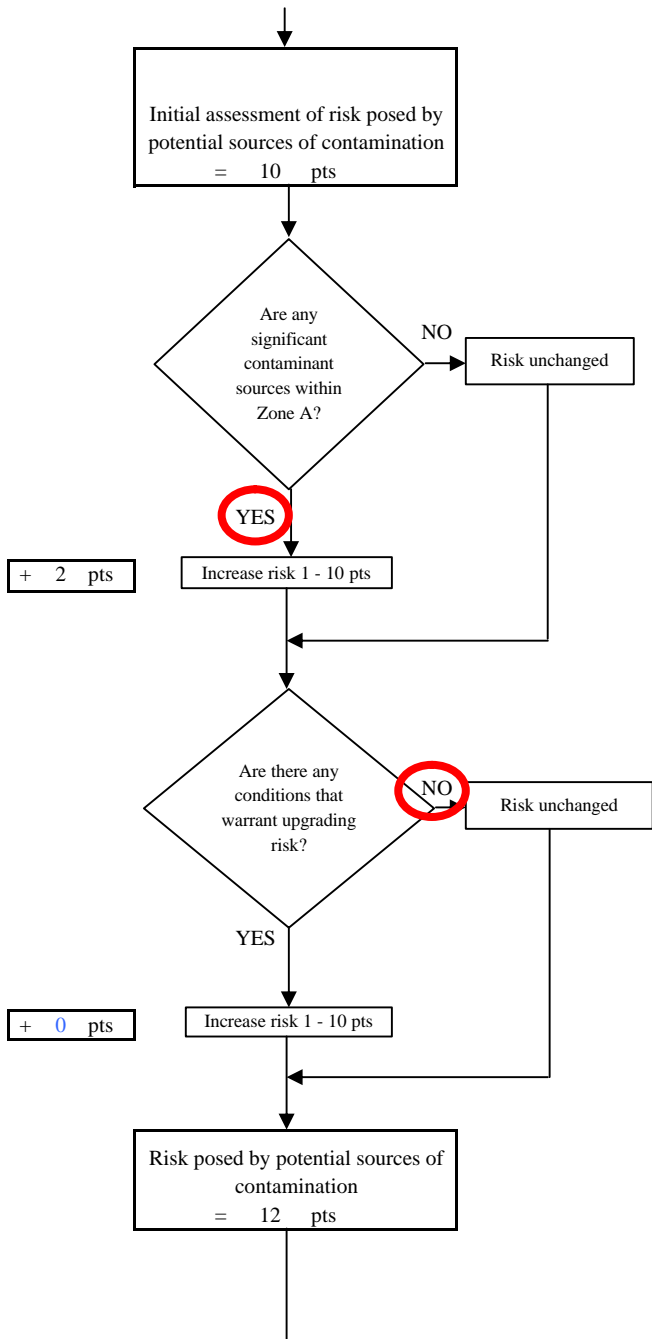 Initial assessment of risk posed by
potential sources of contamination
= 10 pts
Are any
significant
contaminant
sources within
Zone A?
NO
Risk unchanged
YES
+ 2 pts
Increase risk 1 - 10 pts
Are there any
conditions that
warrant upgrading
risk?
NO
Risk unchanged
YES
+ 0 pts
Increase risk 1 - 10 pts
Risk posed by potential sources of
contamination
= 12 pts